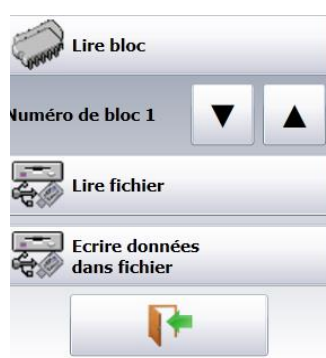 Lire bloc
Numéro de bloc 1
Lire fichier
Ecrire données
dans fichier